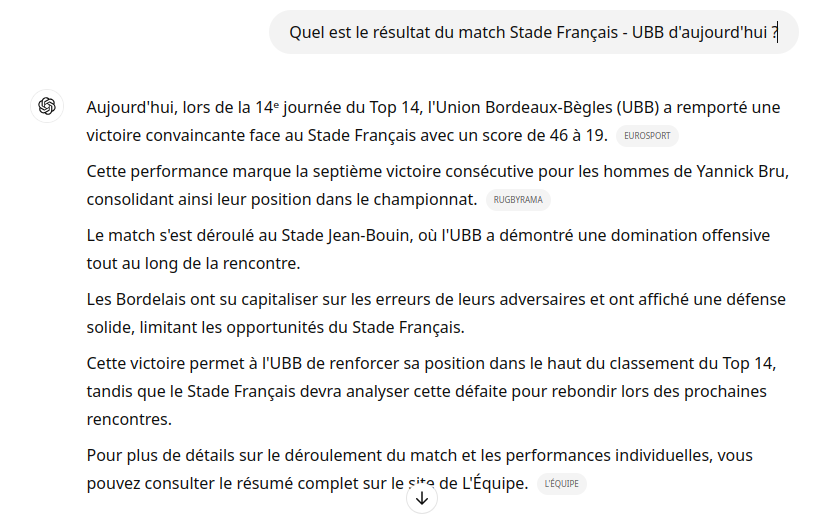 Quel est le résultat du match Stade Français - UBB d'aujourd'hui ?
Aujourd'hui, lors de la 14ᵉ journée du Top 14, l'Union Bordeaux-Bègles (UBB) a remporté une
victoire convaincante face au Stade Français avec un score de 46 à 19. EUROSPORT
Cette performance marque la septième victoire consécutive pour les hommes de Yannick Bru,
consolidant ainsi leur position dans le championnat. RUGBYRAMA
Le match s'est déroulé au Stade Jean-Bouin, où l'UBB a démontré une domination offensive
tout au long de la rencontre.
Les Bordelais ont su capitaliser sur les erreurs de leurs adversaires et ont affiché une défense
solide, limitant les opportunités du Stade Français.
Cette victoire permet à l'UBB de renforcer sa position dans le haut du classement du Top 14,
tandis que le Stade Français devra analyser cette défaite pour rebondir lors des prochaines
rencontres.
Pour plus de détails sur le déroulement du match et les performances individuelles, vous
pouvez consulter le résumé complet sur le site de L'Équipe. L'ÉQUIPE